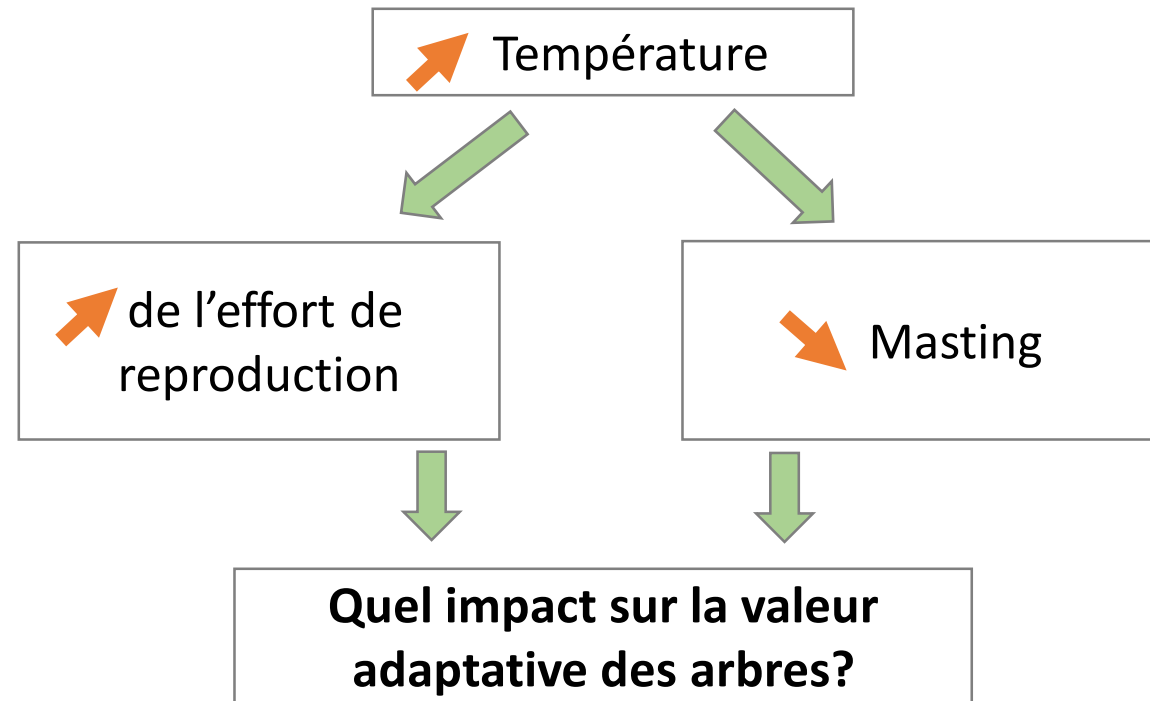 Température
de l’effort de
reproduction
Masting
Quel impact sur la valeur
adaptative des arbres?